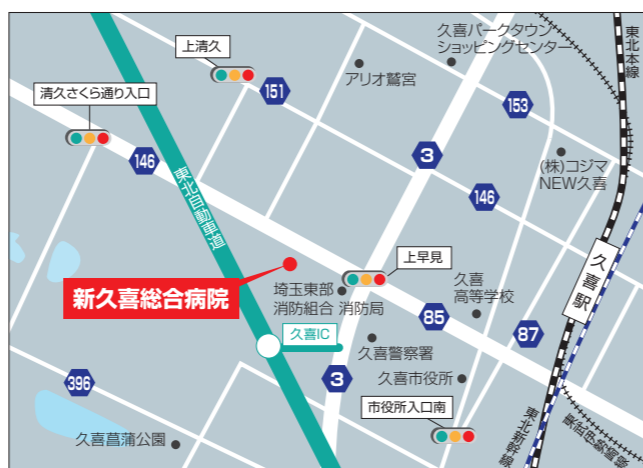 久喜パークタウン
ショッピングセンター
東北本線
上清久
アリオ鷲宮
清久さくら通り入口
151
153
146
3
(株)コジマ
NEW久喜
146
東北自動車道
久喜駅
上早見
新久喜総合病院
埼玉東部
消防組合 消防局
久喜
高等学校
85
87
久喜IC
久喜警察署
396
3
久喜市役所
市役所入口南
久喜菖蒲公園
東北新幹線
東武伊勢崎線